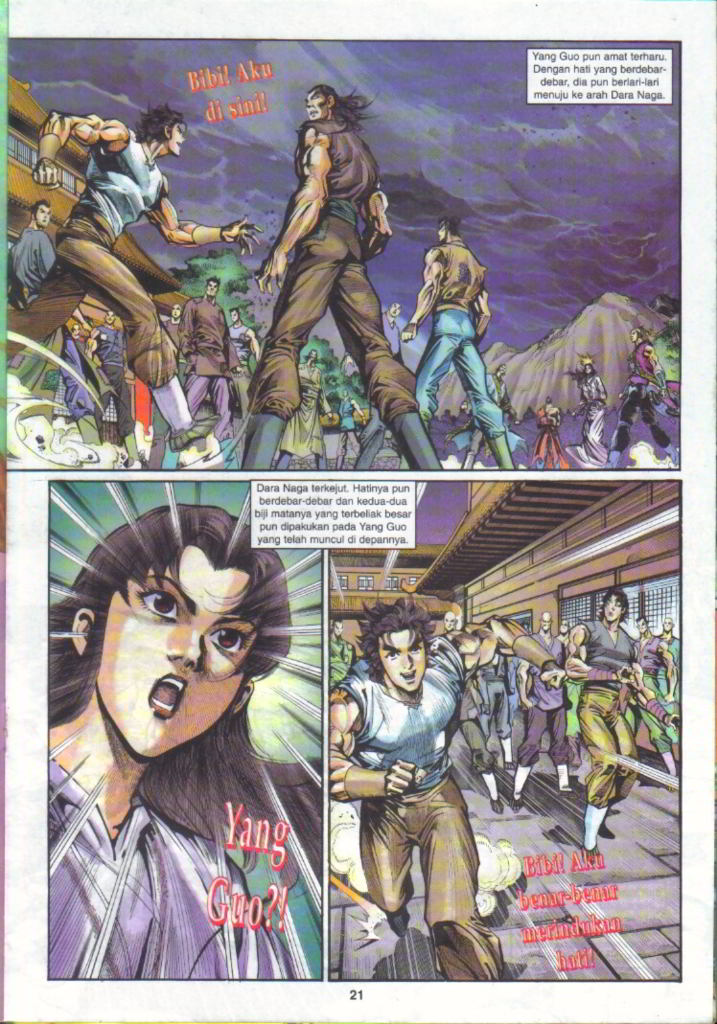 Bibi! Aku
di sini!
Yang Guo pun amat terharu.
Dengan hati yang berdebar-
debar, dia pun berlari-lari
menuju ke arah Dara Naga.
Dara Naga terkejut. Hatinya pun
berdebar-debar dan kedua-dua
biji matanya yang terbeliak besar
pun dipakukan pada Yang Guo
yang telah muncul di depannya.
Yang
Guo?!
Bibi! Aku
benar-benar
merindukan
hati!
21